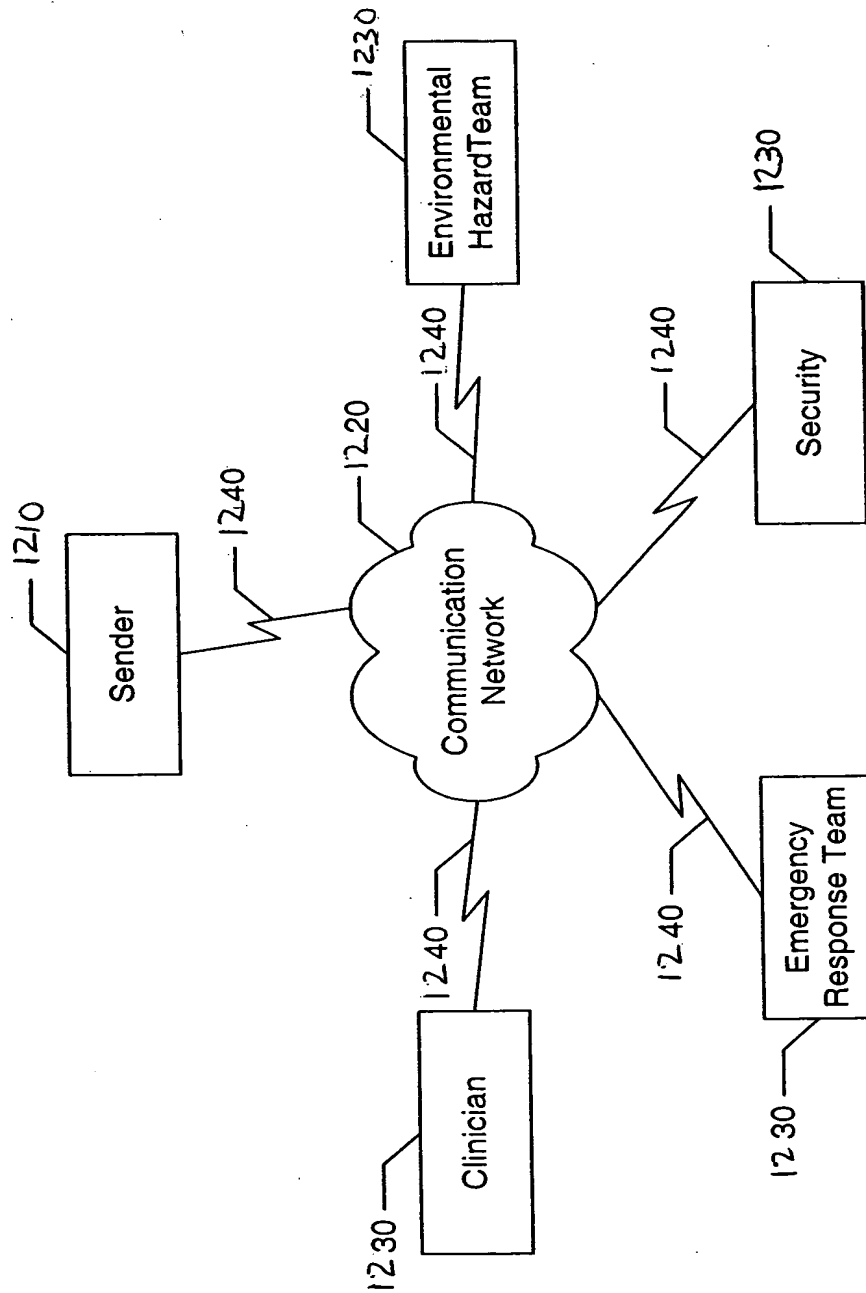 1210
Sender
1240
1220
1230
1230
1240
1240
Clinician
Communication
Network
Environmental
HazardTeam
1240
1240
1230
Emergency
Response Team
Security
1230